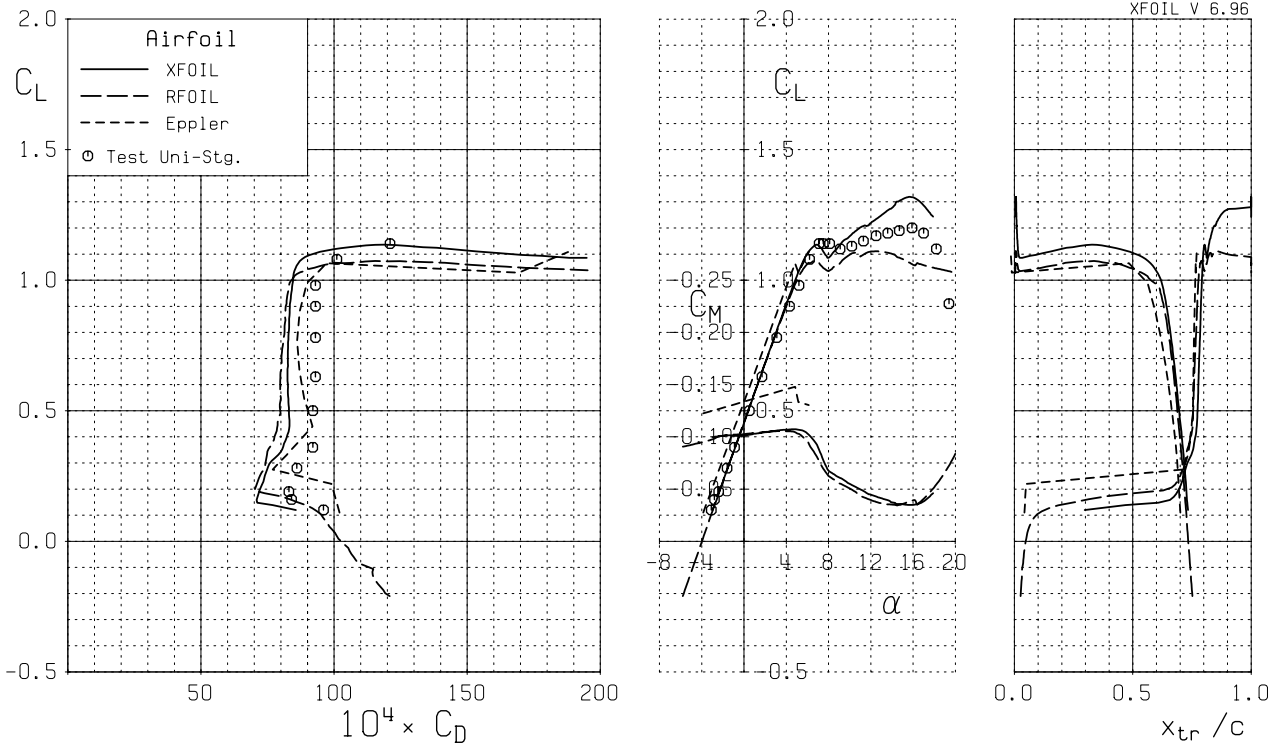 XFOIL V 6.96
Airfoil
XFOIL
RFOIL
Eppler
Test Uni-Stg.
2.0
C_L
1.5
1.0
0.5
0.0
-0.5
50
100
150
200
10^4 × C_D
2.0
C_L
1.5
-0.25
1.0
C_M
-0.20
-0.15
0.5
-0.10
-0.05
-8
-4
4
8
12
16
20
α
-0.5
0.0
0.5
1.0
x_tr /c